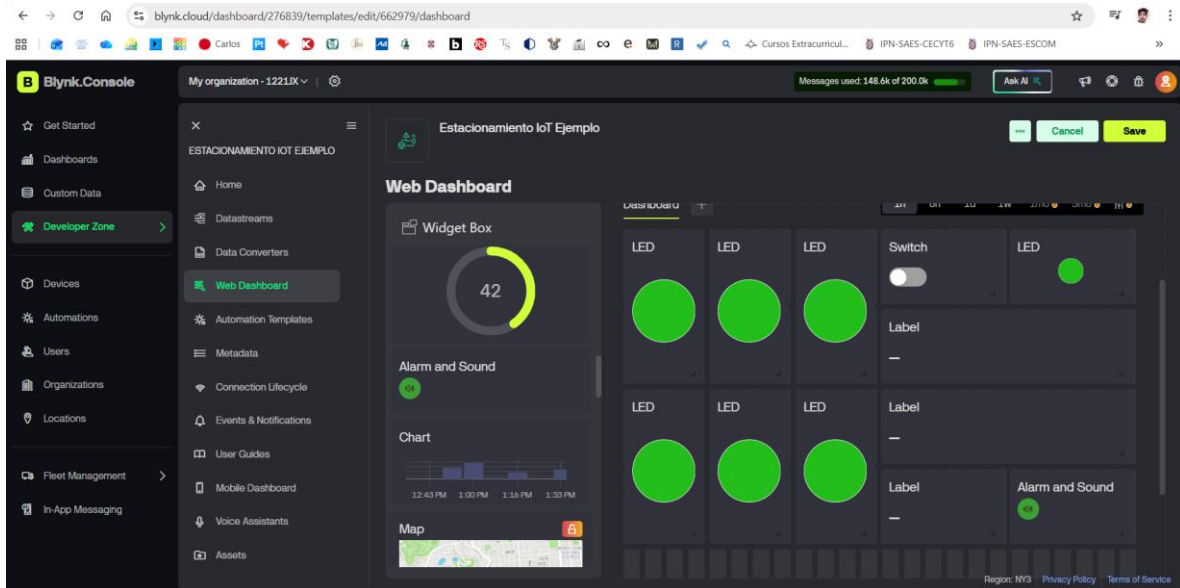 blynk.cloud/dashboard/276839/templates/edit/662979/dashboard
Carlos
Cursos Extracurricul...
IPN-SAES-CECYT6
IPN-SAES-ESCOM
B Blynk.Console
My organization - 1221JX
Messages used: 148.6k of 200.0k
Ask AI
Get Started
Dashboards
Custom Data
Developer Zone
Devices
Automations
Users
Organizations
Locations
Fleet Management
In-App Messaging
ESTACIONAMIENTO IOT EJEMPLO
Home
Datastreams
Data Converters
Web Dashboard
Automation Templates
Metadata
Connection Lifecycle
Events & Notifications
User Guides
Mobile Dashboard
Voice Assistants
Assets
Estacionamiento IoT Ejemplo
Cancel
Save
Web Dashboard
Widget Box
42
Alarm and Sound
Chart
12:43 PM 1:00 PM 1:16 PM 1:33 PM
Map
Dashboard +
LED LED LED Switch LED
Label
–
LED LED LED Label
–
Label Alarm and Sound
–
Region: NY3 Privacy Policy Terms of Service